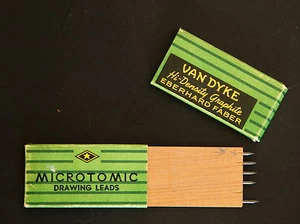 VAN DYKE
Hi-Density Graphite
EBERHARD FABER
MICROTOMIC
DRAWING LEADS